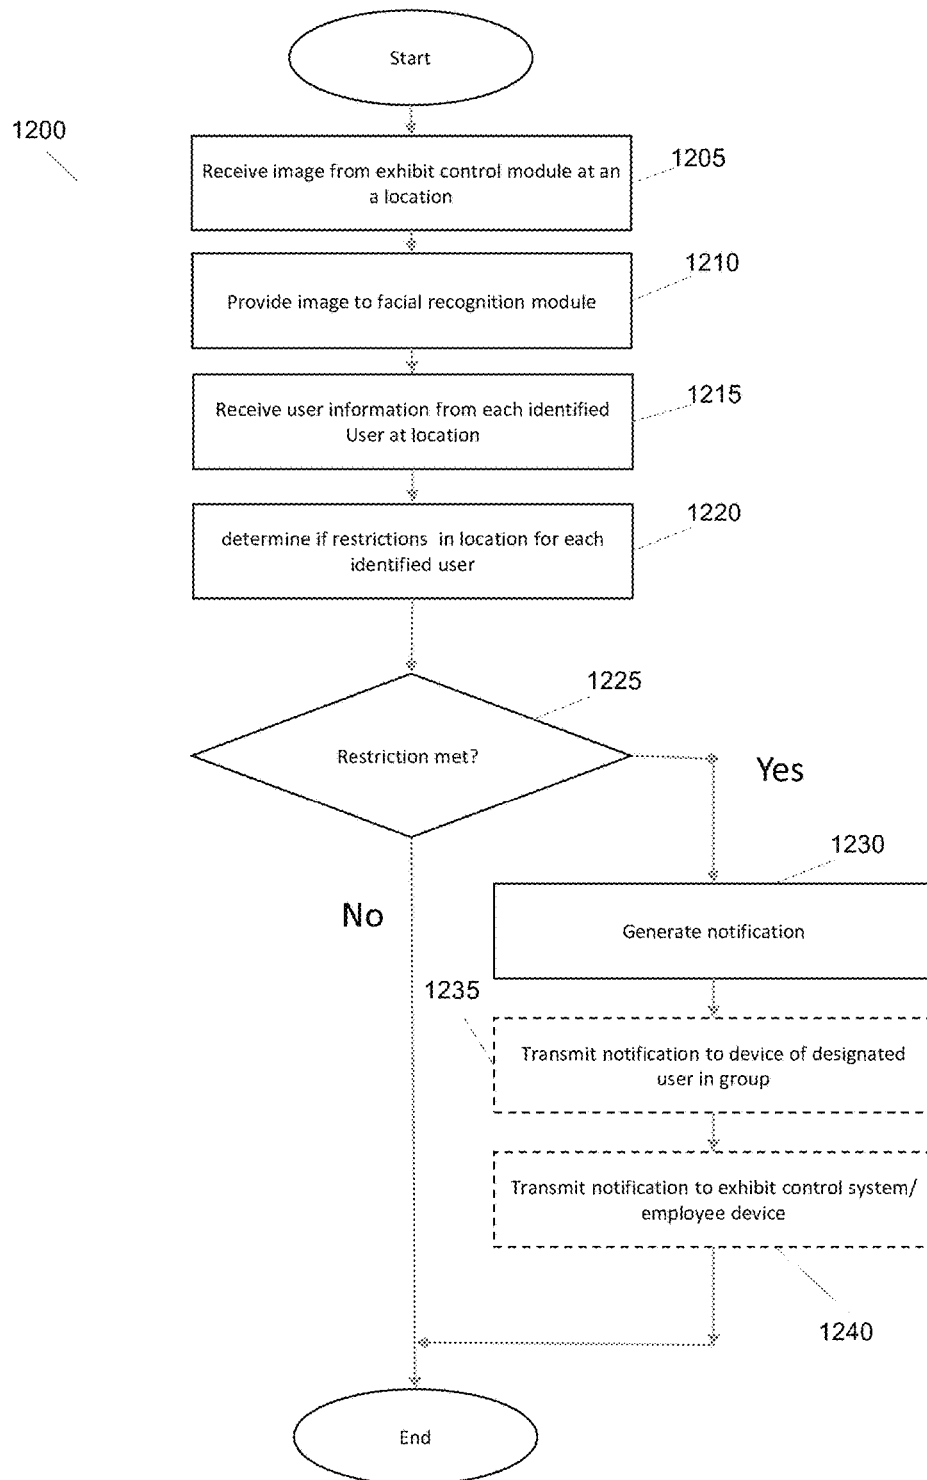 Start
1200
Receive image from exhibit control module at an
a location
1205
Provide image to facial recognition module
1210
Receive user information from each identified
User at location
1215
determine if restrictions in location for each
identified user
1220
Restriction met?
1225
Yes
No
Generate notification
1230
Transmit notification to device of designated
user in group
1235
Transmit notification to exhibit control system/
employee device
1240
End